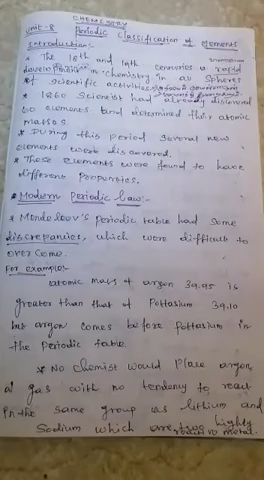 CHEMISTRY
Unit-8 Periodic classification of elements
Introduction:-
* The 18th and 19th centuries a rapid
development in chemistry in all spheres
of scientific activities
* 1860 scientist had already discovered
60 elements and determined their atomic
masses.
* During this period several new
elements were discovered.
* These elements were found to have
different properties.
* Modern periodic law:-
* Mendeleev's periodic table had some
discrepancies, which were difficult to
over come.
For example:-
atomic mass of argon 39.95 is
greater than that of Pottasium 39.10
but argon comes before pottasium in
the periodic table.
* No chemist would place argon,
a gas with no tendency to react
in the same group as lithium and
Sodium which are two highly
reactive metal.